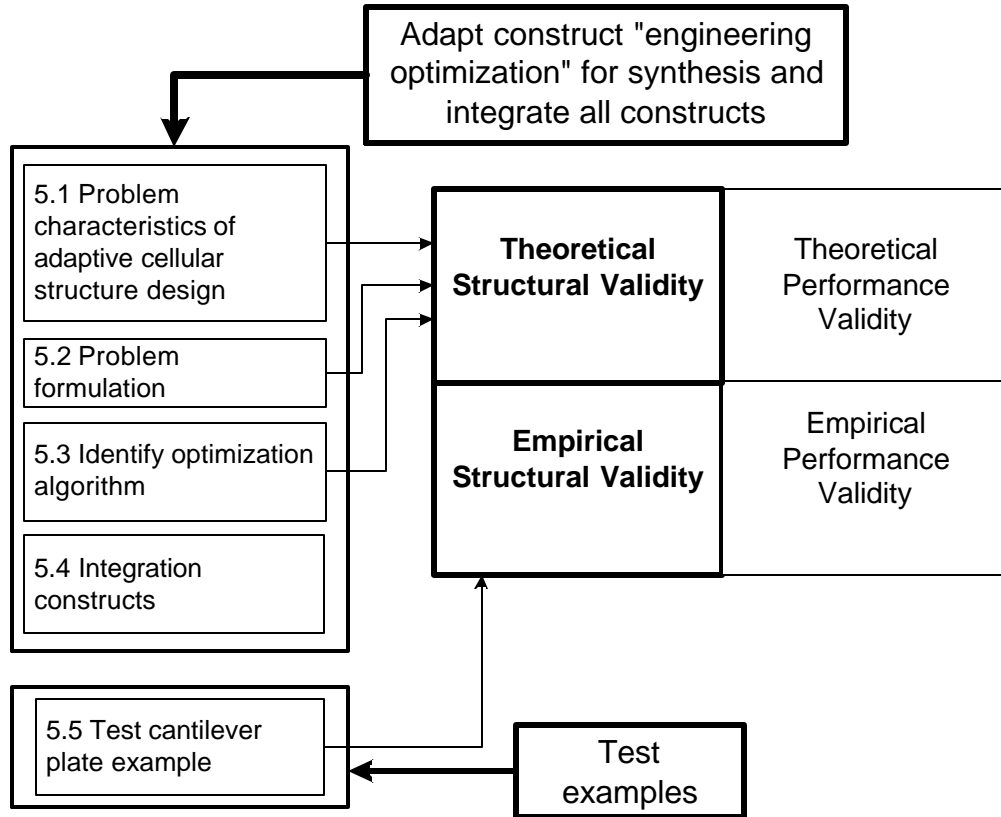 Adapt construct "engineering
optimization" for synthesis and
integrate all constructs
5.1 Problem
characteristics of
adaptive cellular
structure design
5.2 Problem
formulation
5.3 Identify optimization
algorithm
5.4 Integration
constructs
Theoretical
Structural Validity
Theoretical
Performance
Validity
Empirical
Structural Validity
Empirical
Performance
Validity
5.5 Test cantilever
plate example
Test
examples